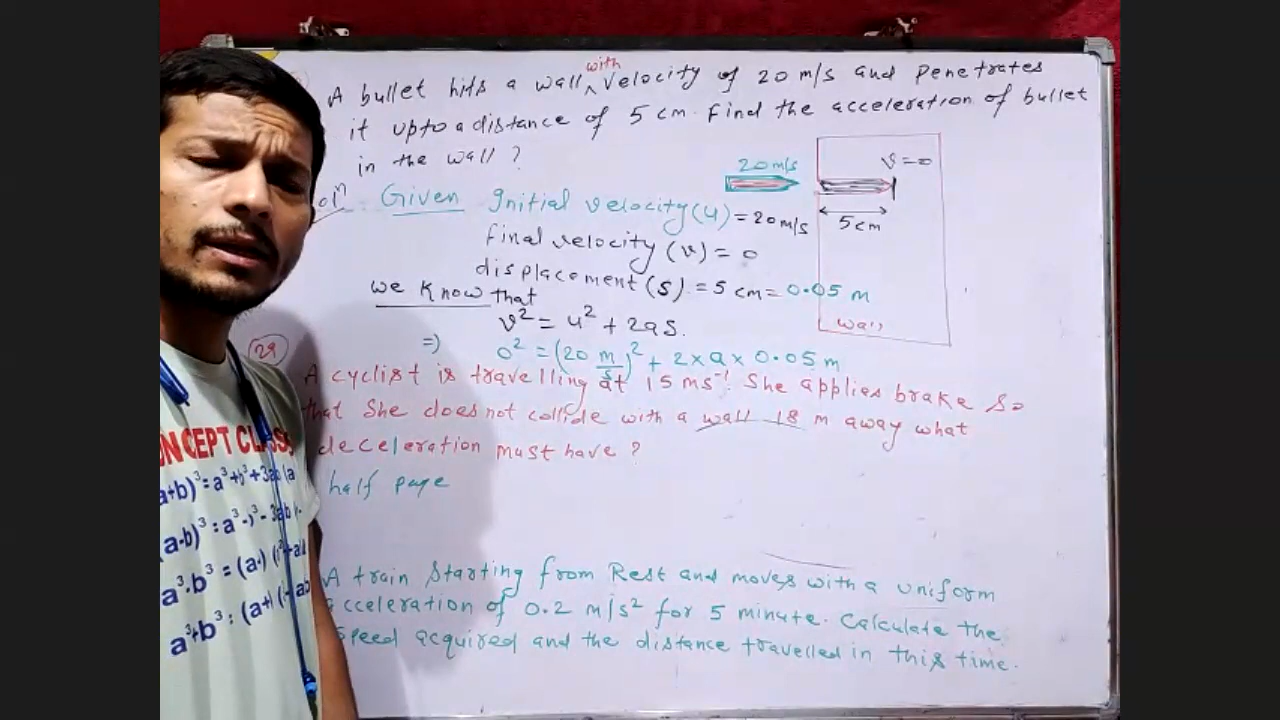 A bullet hits a wall with velocity of 20 m/s and penetrates
it upto a distance of 5 cm. Find the acceleration of bullet
in the wall ?
20 m/s
v = 0
5 cm
wall
Given Initial velocity (u) = 20 m/s
final velocity (v) = 0
displacement (s) = 5 cm = 0.05 m
we know that
v² = u² + 2as.
⇒ 0² = (20 m/s)² + 2 × a × 0.05 m
29
A cyclist is travelling at 15 ms⁻¹. She applies brake so
that she does not collide with a wall 18 m away what
deceleration must have ?
half page
A train starting from Rest and moves with a uniform
acceleration of 0.2 m/s² for 5 minute. Calculate the
speed acquired and the distance travelled in this time.
NCEPT CLASS
a+b)³ = a³+b³+3ab(a
a-b)³ = a³-
a³-b³ = (a-
a³+b³ = (a+